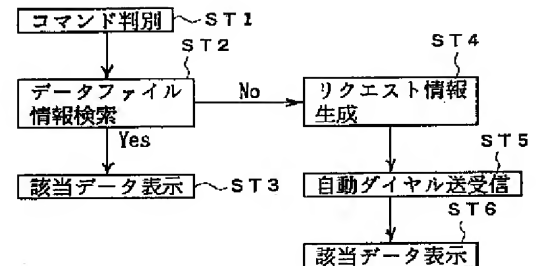 コマンド判別 ST1
ST2
データファイル
情報検索
No
Yes
該当データ表示 ST3
ST4
リクエスト情報
生成
ST5
自動ダイヤル送受信
ST6
該当データ表示